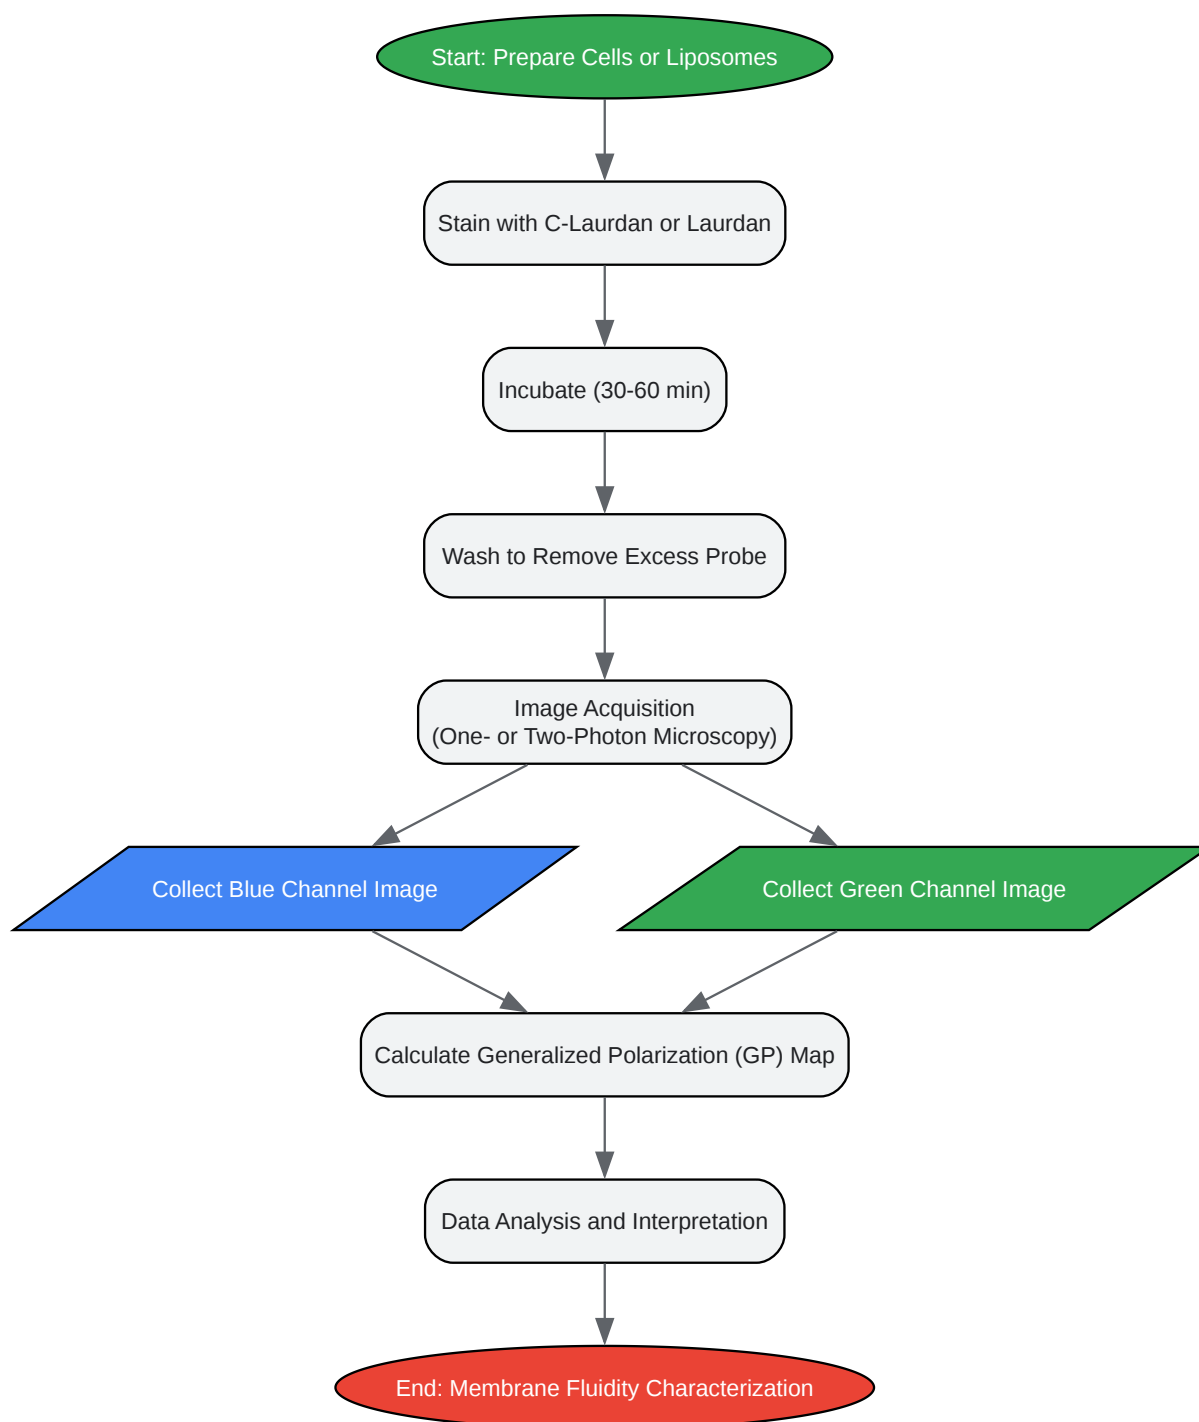 Start: Prepare Cells or Liposomes
Stain with C-Laurdan or Laurdan
Incubate (30-60 min)
Wash to Remove Excess Probe
Image Acquisition
(One- or Two-Photon Microscopy)
Collect Blue Channel Image
Collect Green Channel Image
Calculate Generalized Polarization (GP) Map
Data Analysis and Interpretation
End: Membrane Fluidity Characterization